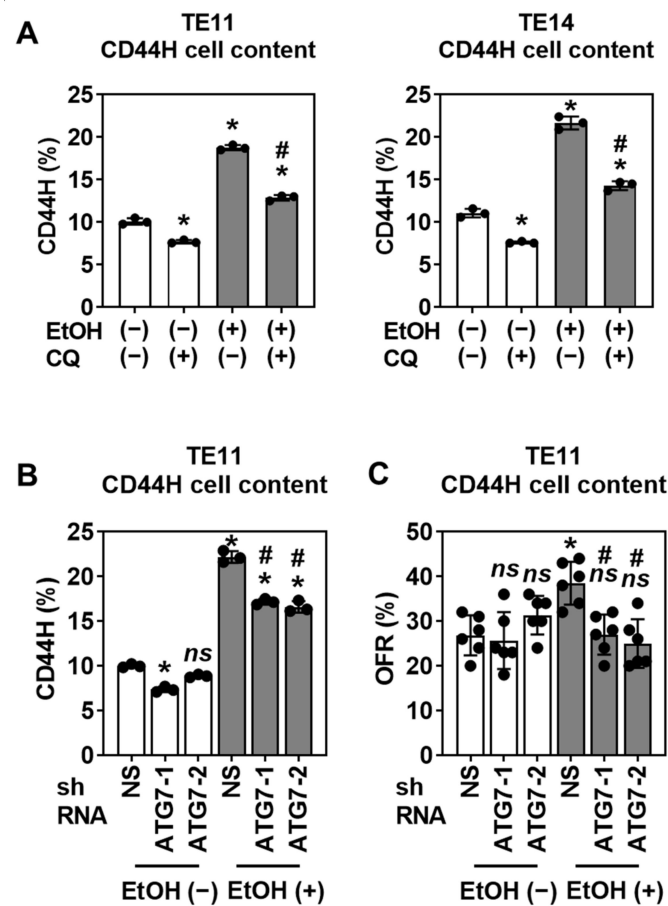 A
TE11
CD44H cell content
CD44H (%)
25
20
15
10
5
0
*
*
#
*
EtOH (−) (−) (+) (+)
CQ (−) (+) (−) (+)
TE14
CD44H cell content
CD44H (%)
25
20
15
10
5
0
*
*
#
*
EtOH (−) (−) (+) (+)
CQ (−) (+) (−) (+)
B
TE11
CD44H cell content
CD44H (%)
25
20
15
10
5
0
*
ns
*
#
*
#
*
sh
RNA
NS
ATG7-1
ATG7-2
NS
ATG7-1
ATG7-2
EtOH (−) EtOH (+)
C
TE11
CD44H cell content
OFR (%)
50
40
30
20
10
0
ns
ns
*
#
ns
#
ns
sh
RNA
NS
ATG7-1
ATG7-2
NS
ATG7-1
ATG7-2
EtOH (−) EtOH (+)